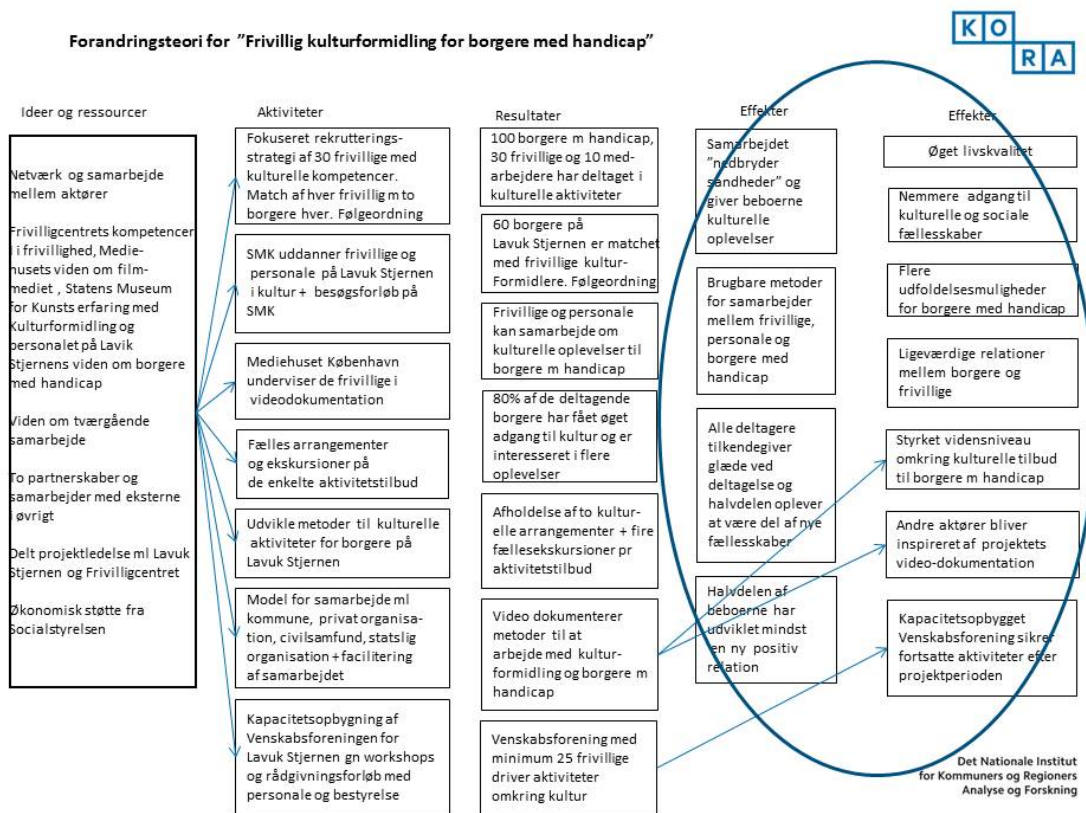 Forandringsteori for ”Frivillig kulturformidling for borgere med handicap”
KO
RA
Ideer og ressourcer
Netværk og samarbejde
mellem aktører
Frivilligcentrets kompencer
I i frivillighed, Medie-
husets viden om film-
mediet , Statens Museum
for Kunsts erfaring med
Kulturformidling og
personalet på Lavik
Stjernens viden om borgere
med handicap
Viden om tværgående
samarbejde
To partnerskaber og
samarbejder med eksterne
i øvrigt
Delt projektledelse ml Lavuk
Stjernen og Frivilligcentret
Økonomisk støtte fra
Socialstyrelsen
Aktiviteter
Fokuseret rekrutterings-
strategi af 30 frivillige med
kulturelle kompetencer.
Match af hver frivillig m to
borgere hver. Følgeordning
SMK uddanner frivillige og
personale på Lavuk Stjernen
i kultur + besøgsforløb på
SMK
Mediehuset København
underviser de frivillige i
videodokumentation
Fælles arrangementer
og ekskursioner på
de enkelte aktivitetstilbud
Udvikle metoder til kulturelle
aktiviteter for borgere på
Lavuk Stjernen
Model for samarbejde ml
kommune, privat organisa-
tion, civilsamfund, statslig
organisation + facilitering
af samarbejdet
Kapacitetsopbygning af
Venskabsforeningen for
Lavuk Stjernen gn workshops
og rådgivningsforløb med
personale og bestyrelse
Resultater
100 borgere m handicap,
30 frivillige og 10 med-
arbejdere har deltaget i
kulturelle aktiviteter
60 borgere på
Lavuk Stjernen er matchet
med frivillige kultur-
Formidlere. Følgeordning
Frivillige og personale
kan samarbejde om
kulturelle oplevelser til
borgere m handicap
80% af de deltagende
borgere har fået øget
adgang til kultur og er
interesseret i flere
oplevelser
Afholdelse af to kultur-
elle arrangementer + fire
fællesekskursioner pr
aktivitetstilbud
Video dokumenterer
metoder til at
arbejde med kultur-
formidling og borgere m
handicap
Venskabsforening med
minimum 25 frivillige
driver aktiviteter
omkring kultur
Effekter
Samarbejdet
”nedbryder
sandheder” og
giver beboerne
kulturelle
oplevelser
Brugbare metoder
for samarbejder
mellem frivillige,
personale og
borgere med
handicap
Alle deltagere
tilkendegiver
glæde ved
deltagelse og
halvdelen oplever
at være del af nye
fællesskaber
Halvdelen af
beboerne har
udviklet mindst
en ny positiv
relation
Effekter
Øget livskvalitet
Nemmere adgang til
kulturelle og sociale
fællesskaber
Flere
udfoldelsesmuligheder
for borgere med handicap
Ligeværdige relationer
mellem borgere og
frivillige
Styrket vidensniveau
omkring kulturelle tilbud
til borgere m handicap
Andre aktører bliver
inspireret af projektets
video-dokumentation
Kapacitetsopbygget
Venskabsforening sikrer
fortsatte aktiviteter efter
projektperioden
Det Nationale Institut
for Kommuners og Regioners
Analyse og Forskning